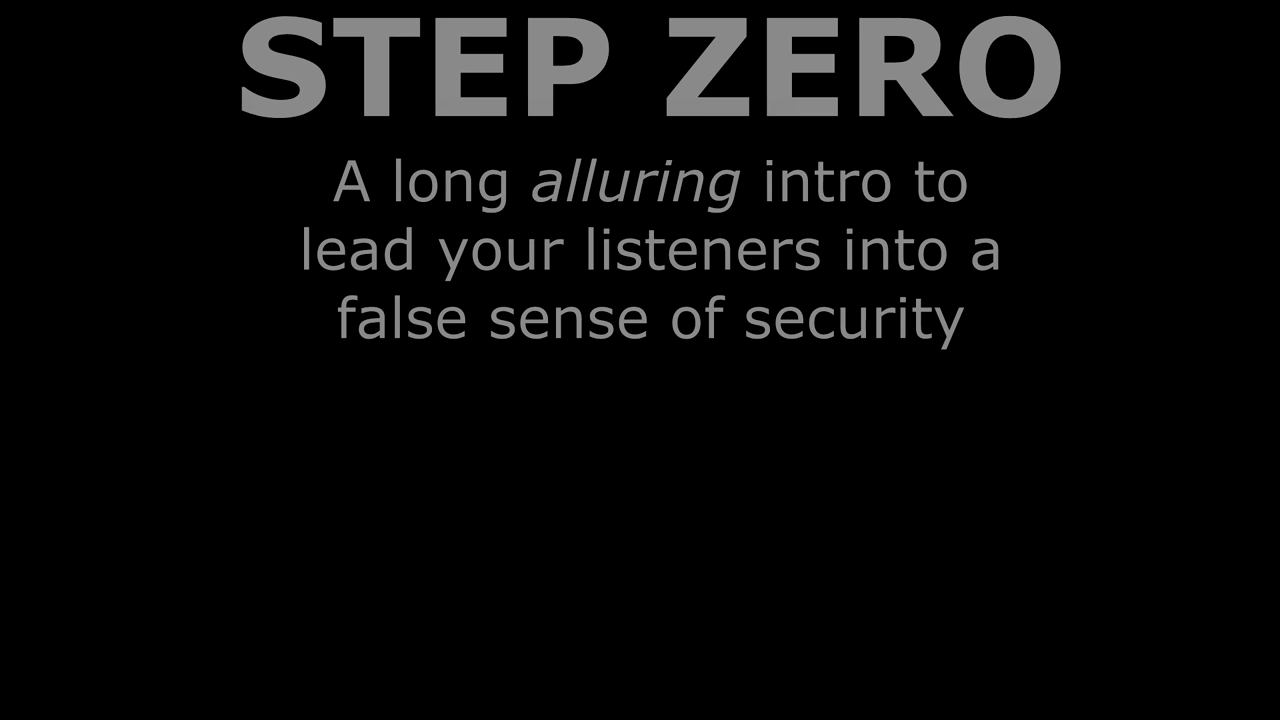 STEP ZERO
A long alluring intro to
lead your listeners into a
false sense of security